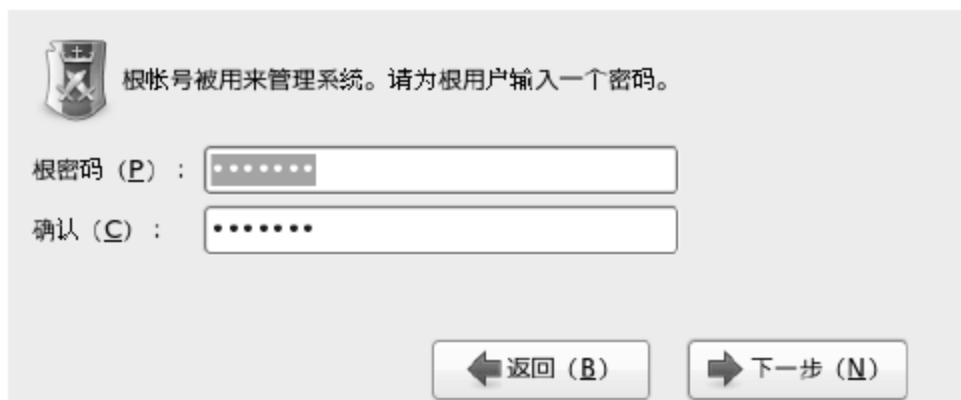 根帐号被用来管理系统。请为根用户输入一个密码。
根密码（P）：•••••••
确认（C）：•••••••
返回（B） 下一步（N）